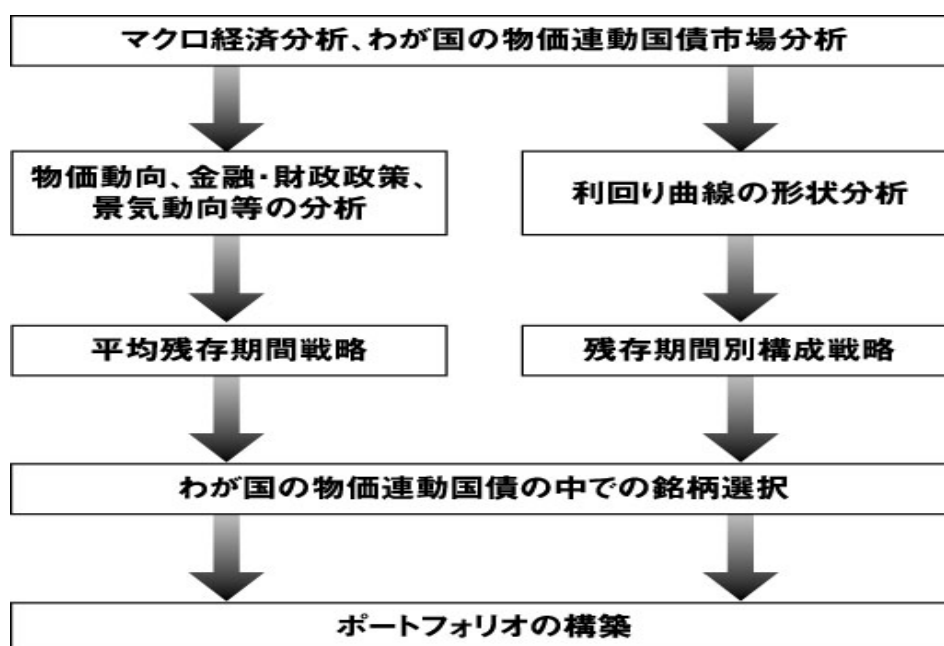 マクロ経済分析、わが国の物価連動国債市場分析
物価動向、金融・財政政策、
景気動向等の分析
利回り曲線の形状分析
平均残存期間戦略
残存期間別構成戦略
わが国の物価連動国債の中での銘柄選択
ポートフォリオの構築